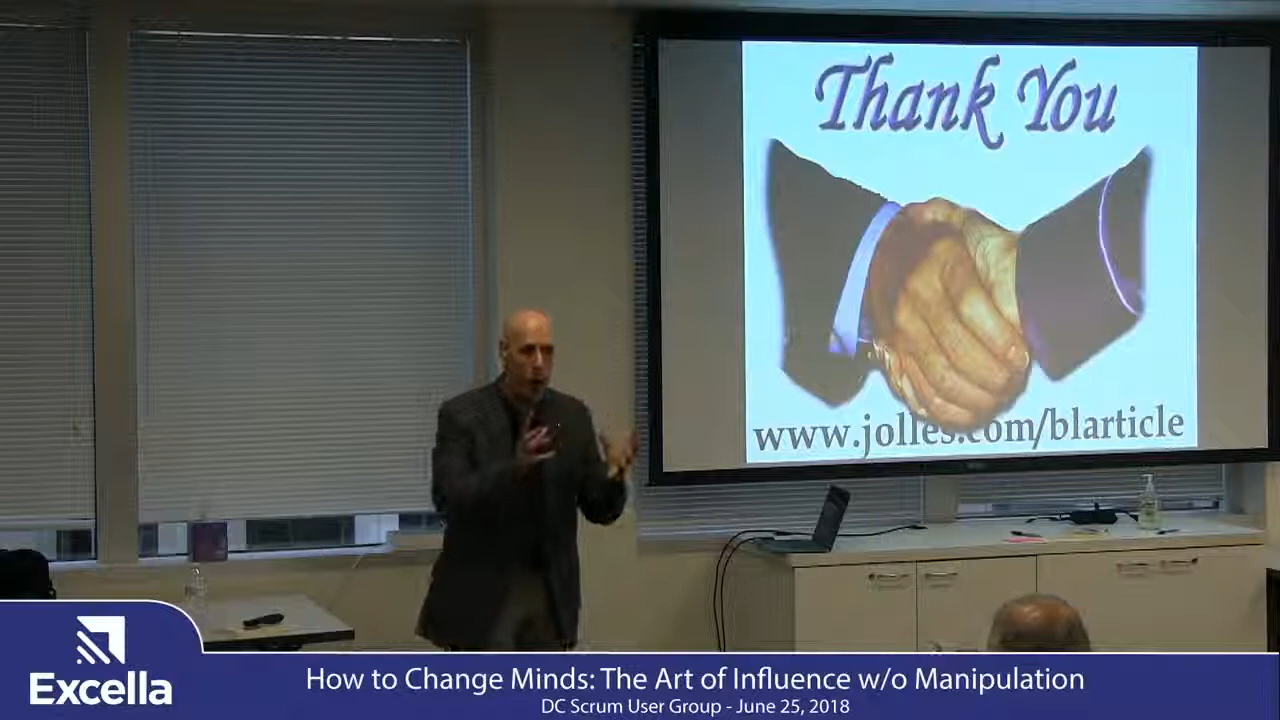 Thank You
www.jolles.com/blarticle
Excella
How to Change Minds: The Art of Influence w/o Manipulation
DC Scrum User Group - June 25, 2018